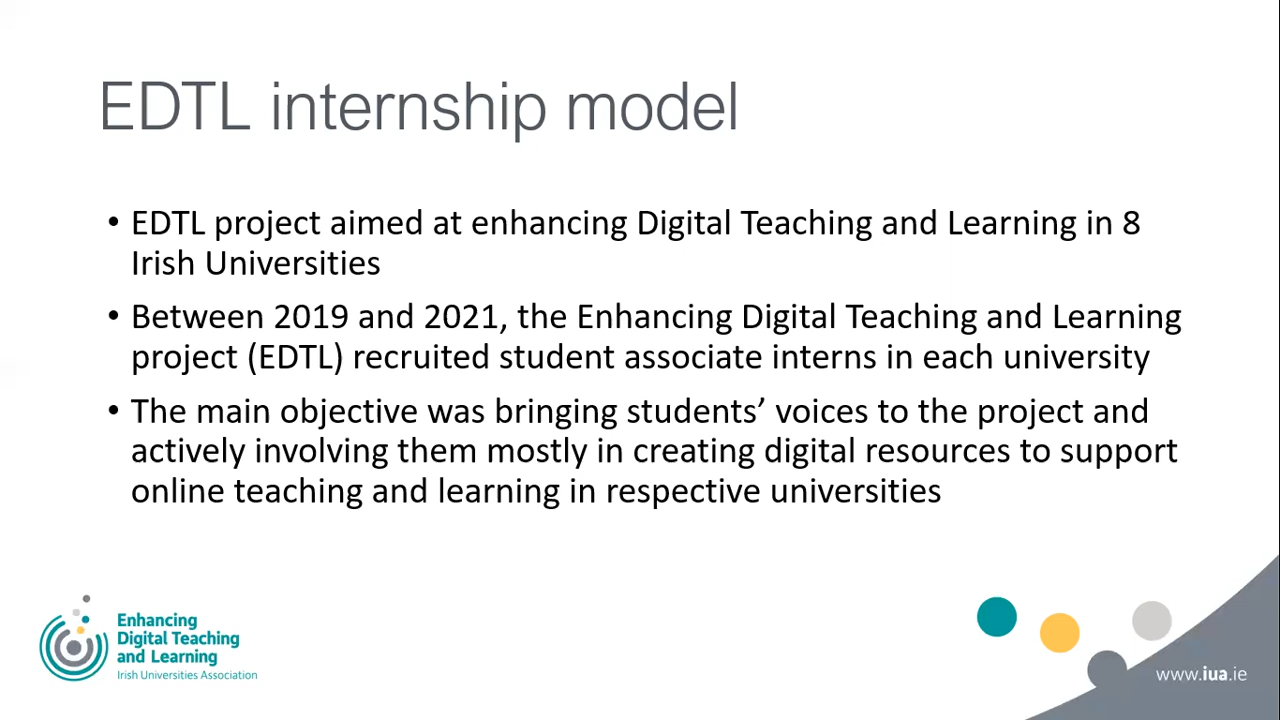 EDTL internship model
• EDTL project aimed at enhancing Digital Teaching and Learning in 8
Irish Universities
• Between 2019 and 2021, the Enhancing Digital Teaching and Learning
project (EDTL) recruited student associate interns in each university
• The main objective was bringing students’ voices to the project and
actively involving them mostly in creating digital resources to support
online teaching and learning in respective universities
Enhancing
Digital Teaching
and Learning
Irish Universities Association
www.iua.ie